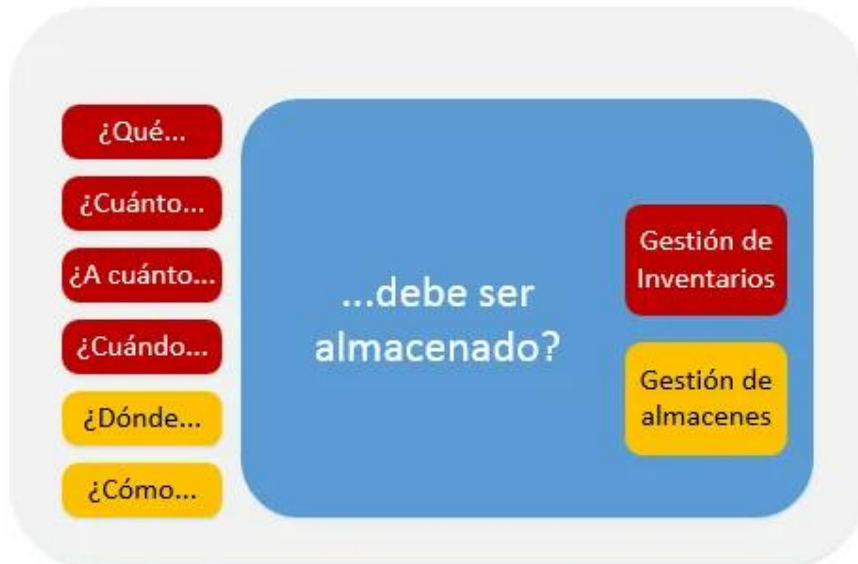 ¿Qué...
¿Cuánto...
¿A cuánto...
¿Cuándo...
¿Dónde...
¿Cómo...
...debe ser
almacenado?
Gestión de
Inventarios
Gestión de
almacenes